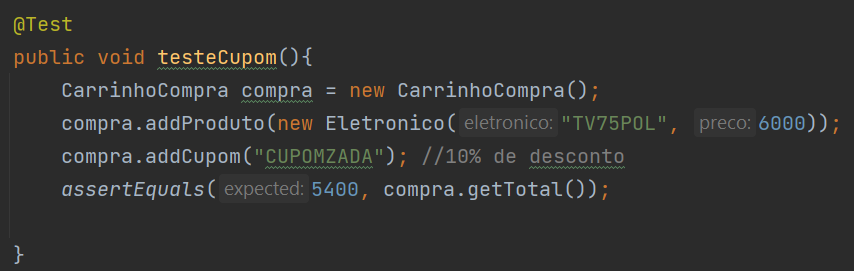 @Test
public void testeCupom(){
CarrinhoCompra compra = new CarrinhoCompra();
compra.addProduto(new Eletronico( eletronico: "TV75POL", preco: 6000));
compra.addCupom("CUPOMZADA"); //10% de desconto
assertEquals( expected: 5400, compra.getTotal());
}